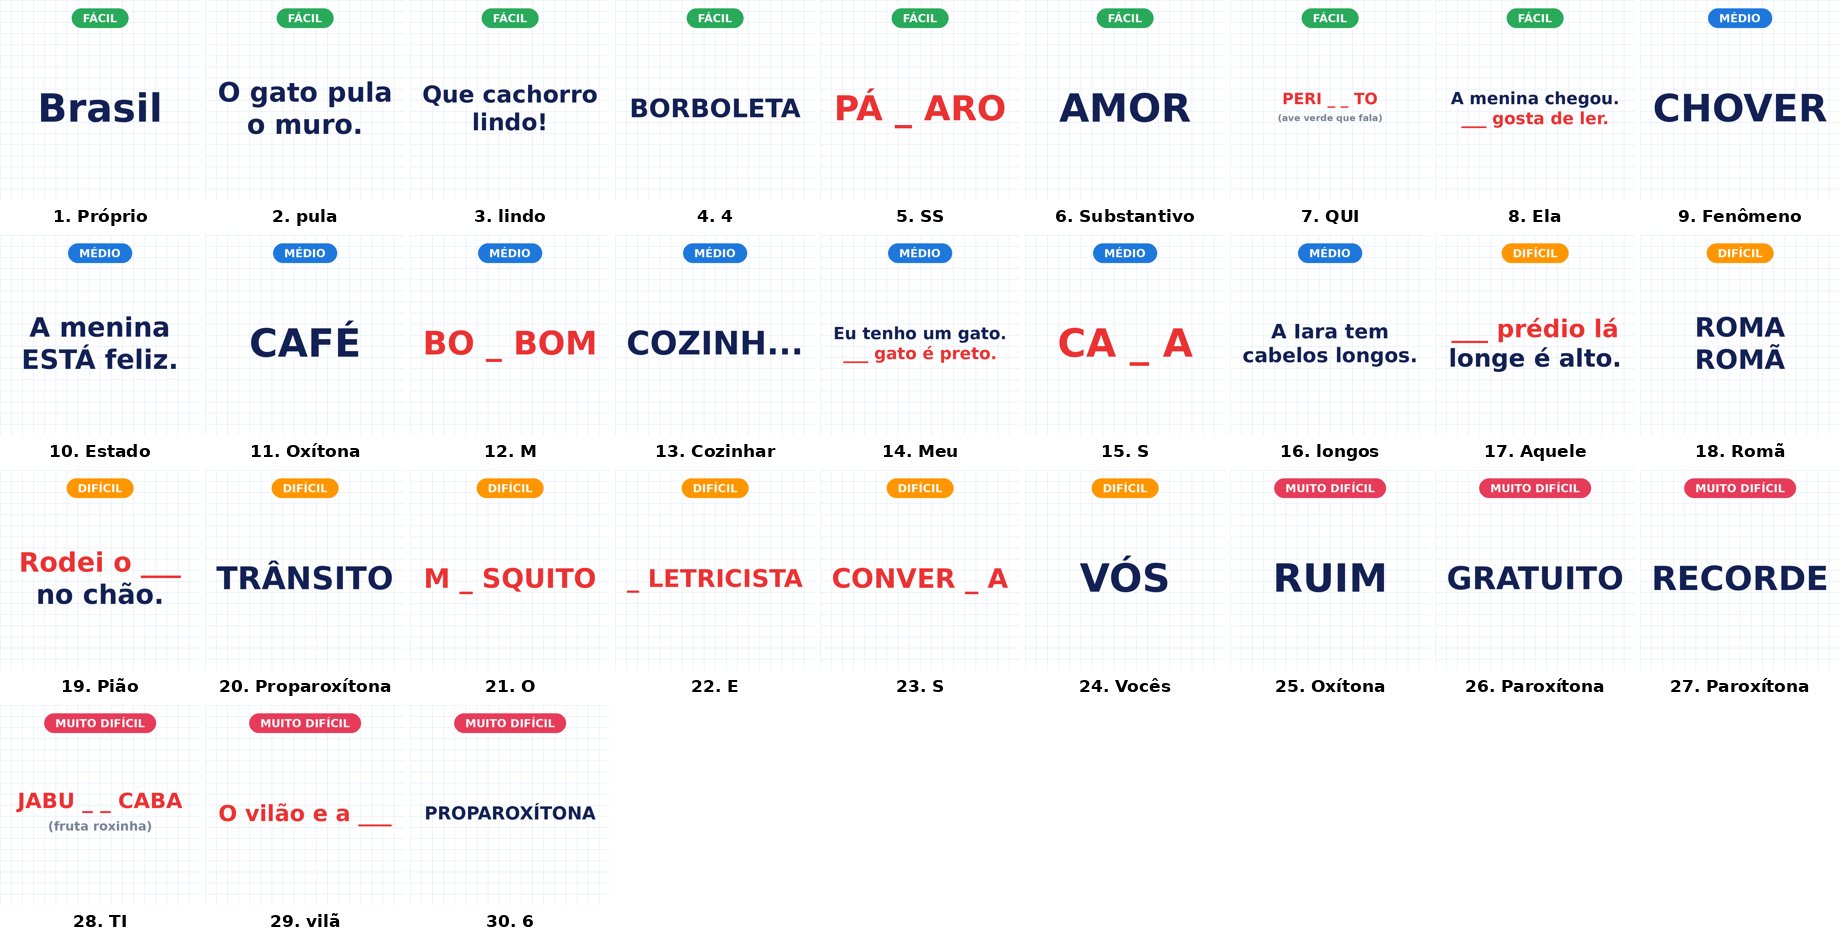 FÁCIL
Brasil
1. Próprio
FÁCIL
O gato pula
o muro.
2. pula
FÁCIL
Que cachorro
lindo!
3. lindo
FÁCIL
BORBOLETA
4. 4
FÁCIL
PÁ _ ARO
5. SS
FÁCIL
AMOR
6. Substantivo
FÁCIL
PERI _ _ TO
(ave verde que fala)
7. QUI
FÁCIL
A menina chegou.
___ gosta de ler.
8. Ela
MÉDIO
CHOVER
9. Fenômeno
MÉDIO
A menina
ESTÁ feliz.
10. Estado
MÉDIO
CAFÉ
11. Oxítona
MÉDIO
BO _ BOM
12. M
MÉDIO
COZINH...
13. Cozinhar
MÉDIO
Eu tenho um gato.
___ gato é preto.
14. Meu
MÉDIO
CA _ A
15. S
MÉDIO
A Iara tem
cabelos longos.
16. longos
DIFÍCIL
___ prédio lá
longe é alto.
17. Aquele
DIFÍCIL
ROMA
ROMÃ
18. Romã
DIFÍCIL
Rodei o ___
no chão.
19. Pião
DIFÍCIL
TRÂNSITO
20. Proparoxítona
DIFÍCIL
M _ SQUITO
21. O
DIFÍCIL
_ LETRICISTA
22. E
DIFÍCIL
CONVER _ A
23. S
DIFÍCIL
VÓS
24. Vocês
MUITO DIFÍCIL
RUIM
25. Oxítona
MUITO DIFÍCIL
GRATUITO
26. Paroxítona
MUITO DIFÍCIL
RECORDE
27. Paroxítona
MUITO DIFÍCIL
JABU _ _ CABA
(fruta roxinha)
28. TI
MUITO DIFÍCIL
O vilão e a ___
29. vilã
MUITO DIFÍCIL
PROPAROXÍTONA
30. 6